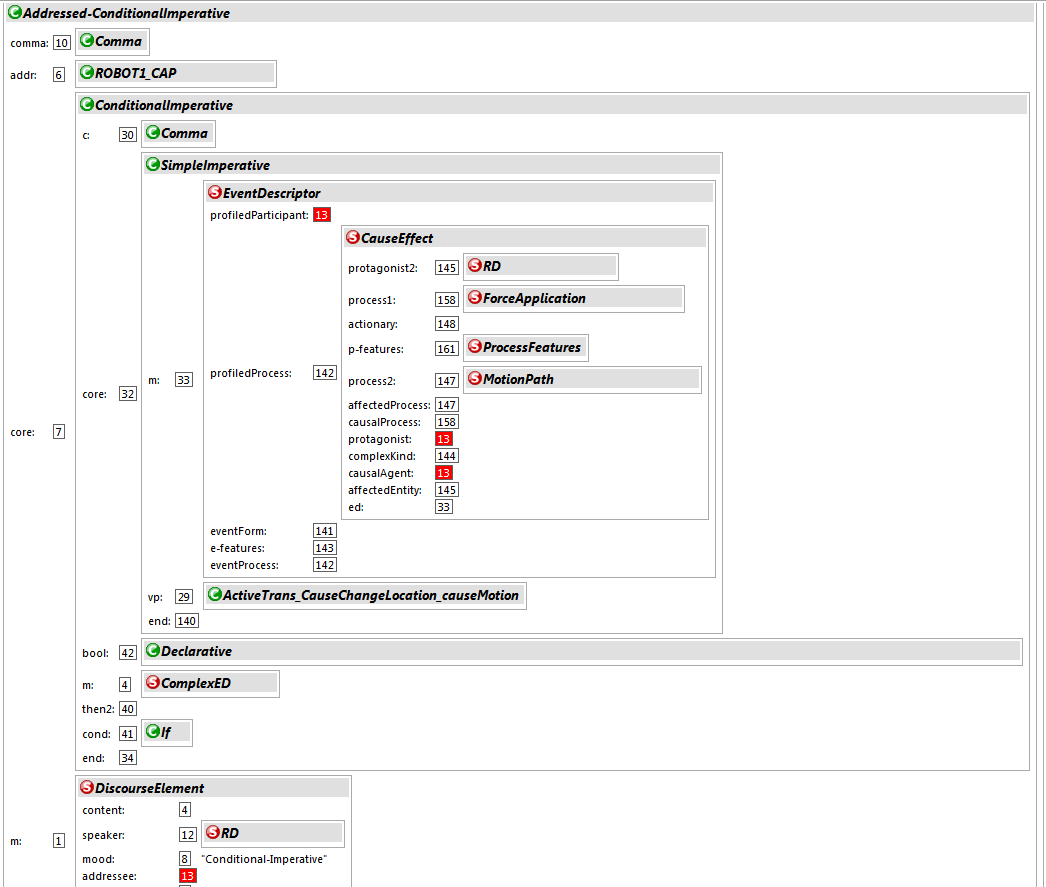 Addressed-ConditionalImperative
comma: 10 Comma
addr: 6 ROBOT1_CAP
ConditionalImperative
c: 30 Comma
SimpleImperative
EventDescriptor
profiledParticipant: 13
CauseEffect
protagonist2: 145 RD
process1: 158 ForceApplication
actionary: 148
p-features: 161 ProcessFeatures
profiledProcess: 142
process2: 147 MotionPath
m: 33
core: 32
affectedProcess: 147
causalProcess: 158
core: 7
protagonist: 13
complexKind: 144
causalAgent: 13
affectedEntity: 145
ed: 33
eventForm: 141
e-features: 143
eventProcess: 142
vp: 29 ActiveTrans_CauseChangeLocation_causeMotion
end: 140
bool: 42 Declarative
m: 4 ComplexED
then2: 40
cond: 41 If
end: 34
DiscourseElement
content: 4
speaker: 12 RD
m: 1
mood: 8 "Conditional-Imperative"
addressee: 13